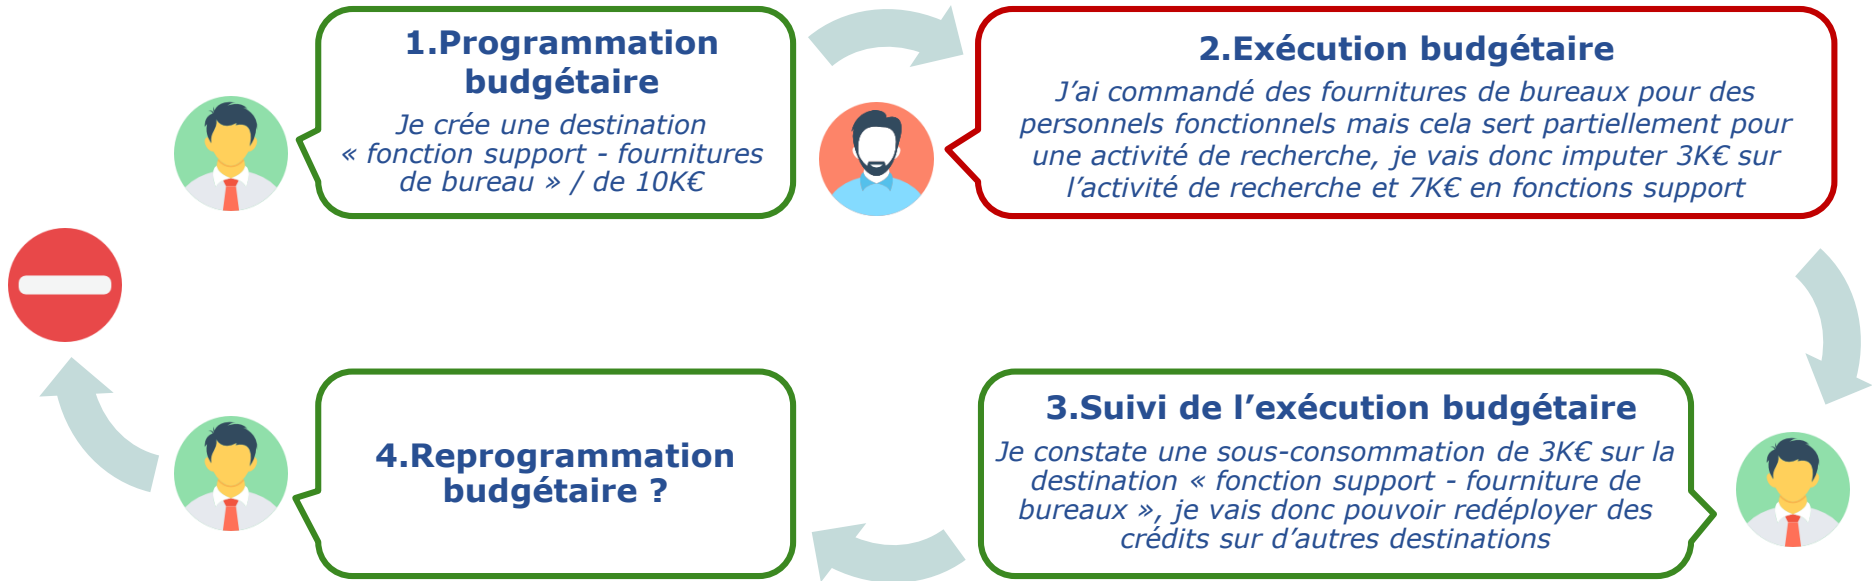 1.Programmation
budgétaire
Je crée une destination
« fonction support - fournitures
de bureau » / de 10K€
2.Exécution budgétaire
J’ai commandé des fournitures de bureaux pour des
personnels fonctionnels mais cela sert partiellement pour
une activité de recherche, je vais donc imputer 3K€ sur
l’activité de recherche et 7K€ en fonctions support
3.Suivi de l’exécution budgétaire
Je constate une sous-consommation de 3K€ sur la
destination « fonction support - fourniture de
bureaux », je vais donc pouvoir redéployer des
crédits sur d’autres destinations
4.Reprogrammation
budgétaire ?